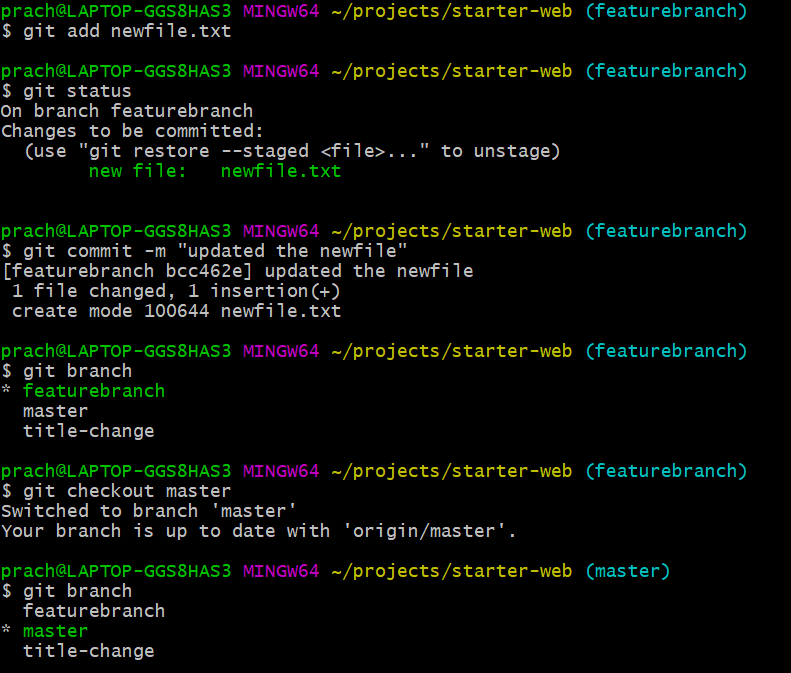 prach@LAPTOP-GGS8HAS3 MINGW64 ~/projects/starter-web (featurebranch)
$ git add newfile.txt
prach@LAPTOP-GGS8HAS3 MINGW64 ~/projects/starter-web (featurebranch)
$ git status
On branch featurebranch
Changes to be committed:
  (use "git restore --staged <file>..." to unstage)
        new file:   newfile.txt
prach@LAPTOP-GGS8HAS3 MINGW64 ~/projects/starter-web (featurebranch)
$ git commit -m "updated the newfile"
[featurebranch bcc462e] updated the newfile
 1 file changed, 1 insertion(+)
 create mode 100644 newfile.txt
prach@LAPTOP-GGS8HAS3 MINGW64 ~/projects/starter-web (featurebranch)
$ git branch
* featurebranch
  master
  title-change
prach@LAPTOP-GGS8HAS3 MINGW64 ~/projects/starter-web (featurebranch)
$ git checkout master
Switched to branch 'master'
Your branch is up to date with 'origin/master'.
prach@LAPTOP-GGS8HAS3 MINGW64 ~/projects/starter-web (master)
$ git branch
  featurebranch
* master
  title-change